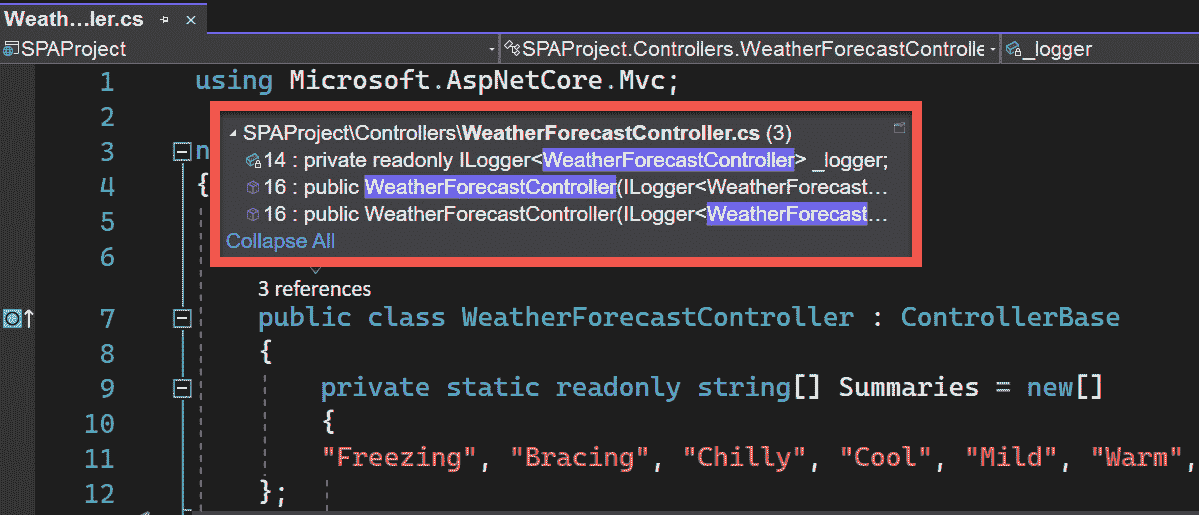 Weath...ler.cs
SPAProject
SPAProject.Controllers.WeatherForecastControlle
_logger
1 using Microsoft.AspNetCore.Mvc;
2
SPAProject\Controllers\WeatherForecastController.cs (3)
3 n
14 : private readonly ILogger<WeatherForecastController> _logger;
4 {
16 : public WeatherForecastController(ILogger<WeatherForecast...
5
16 : public WeatherForecastController(ILogger<WeatherForecast...
Collapse All
6
3 references
7 public class WeatherForecastController : ControllerBase
8 {
9 private static readonly string[] Summaries = new[]
10 {
11 "Freezing", "Bracing", "Chilly", "Cool", "Mild", "Warm",
12 };